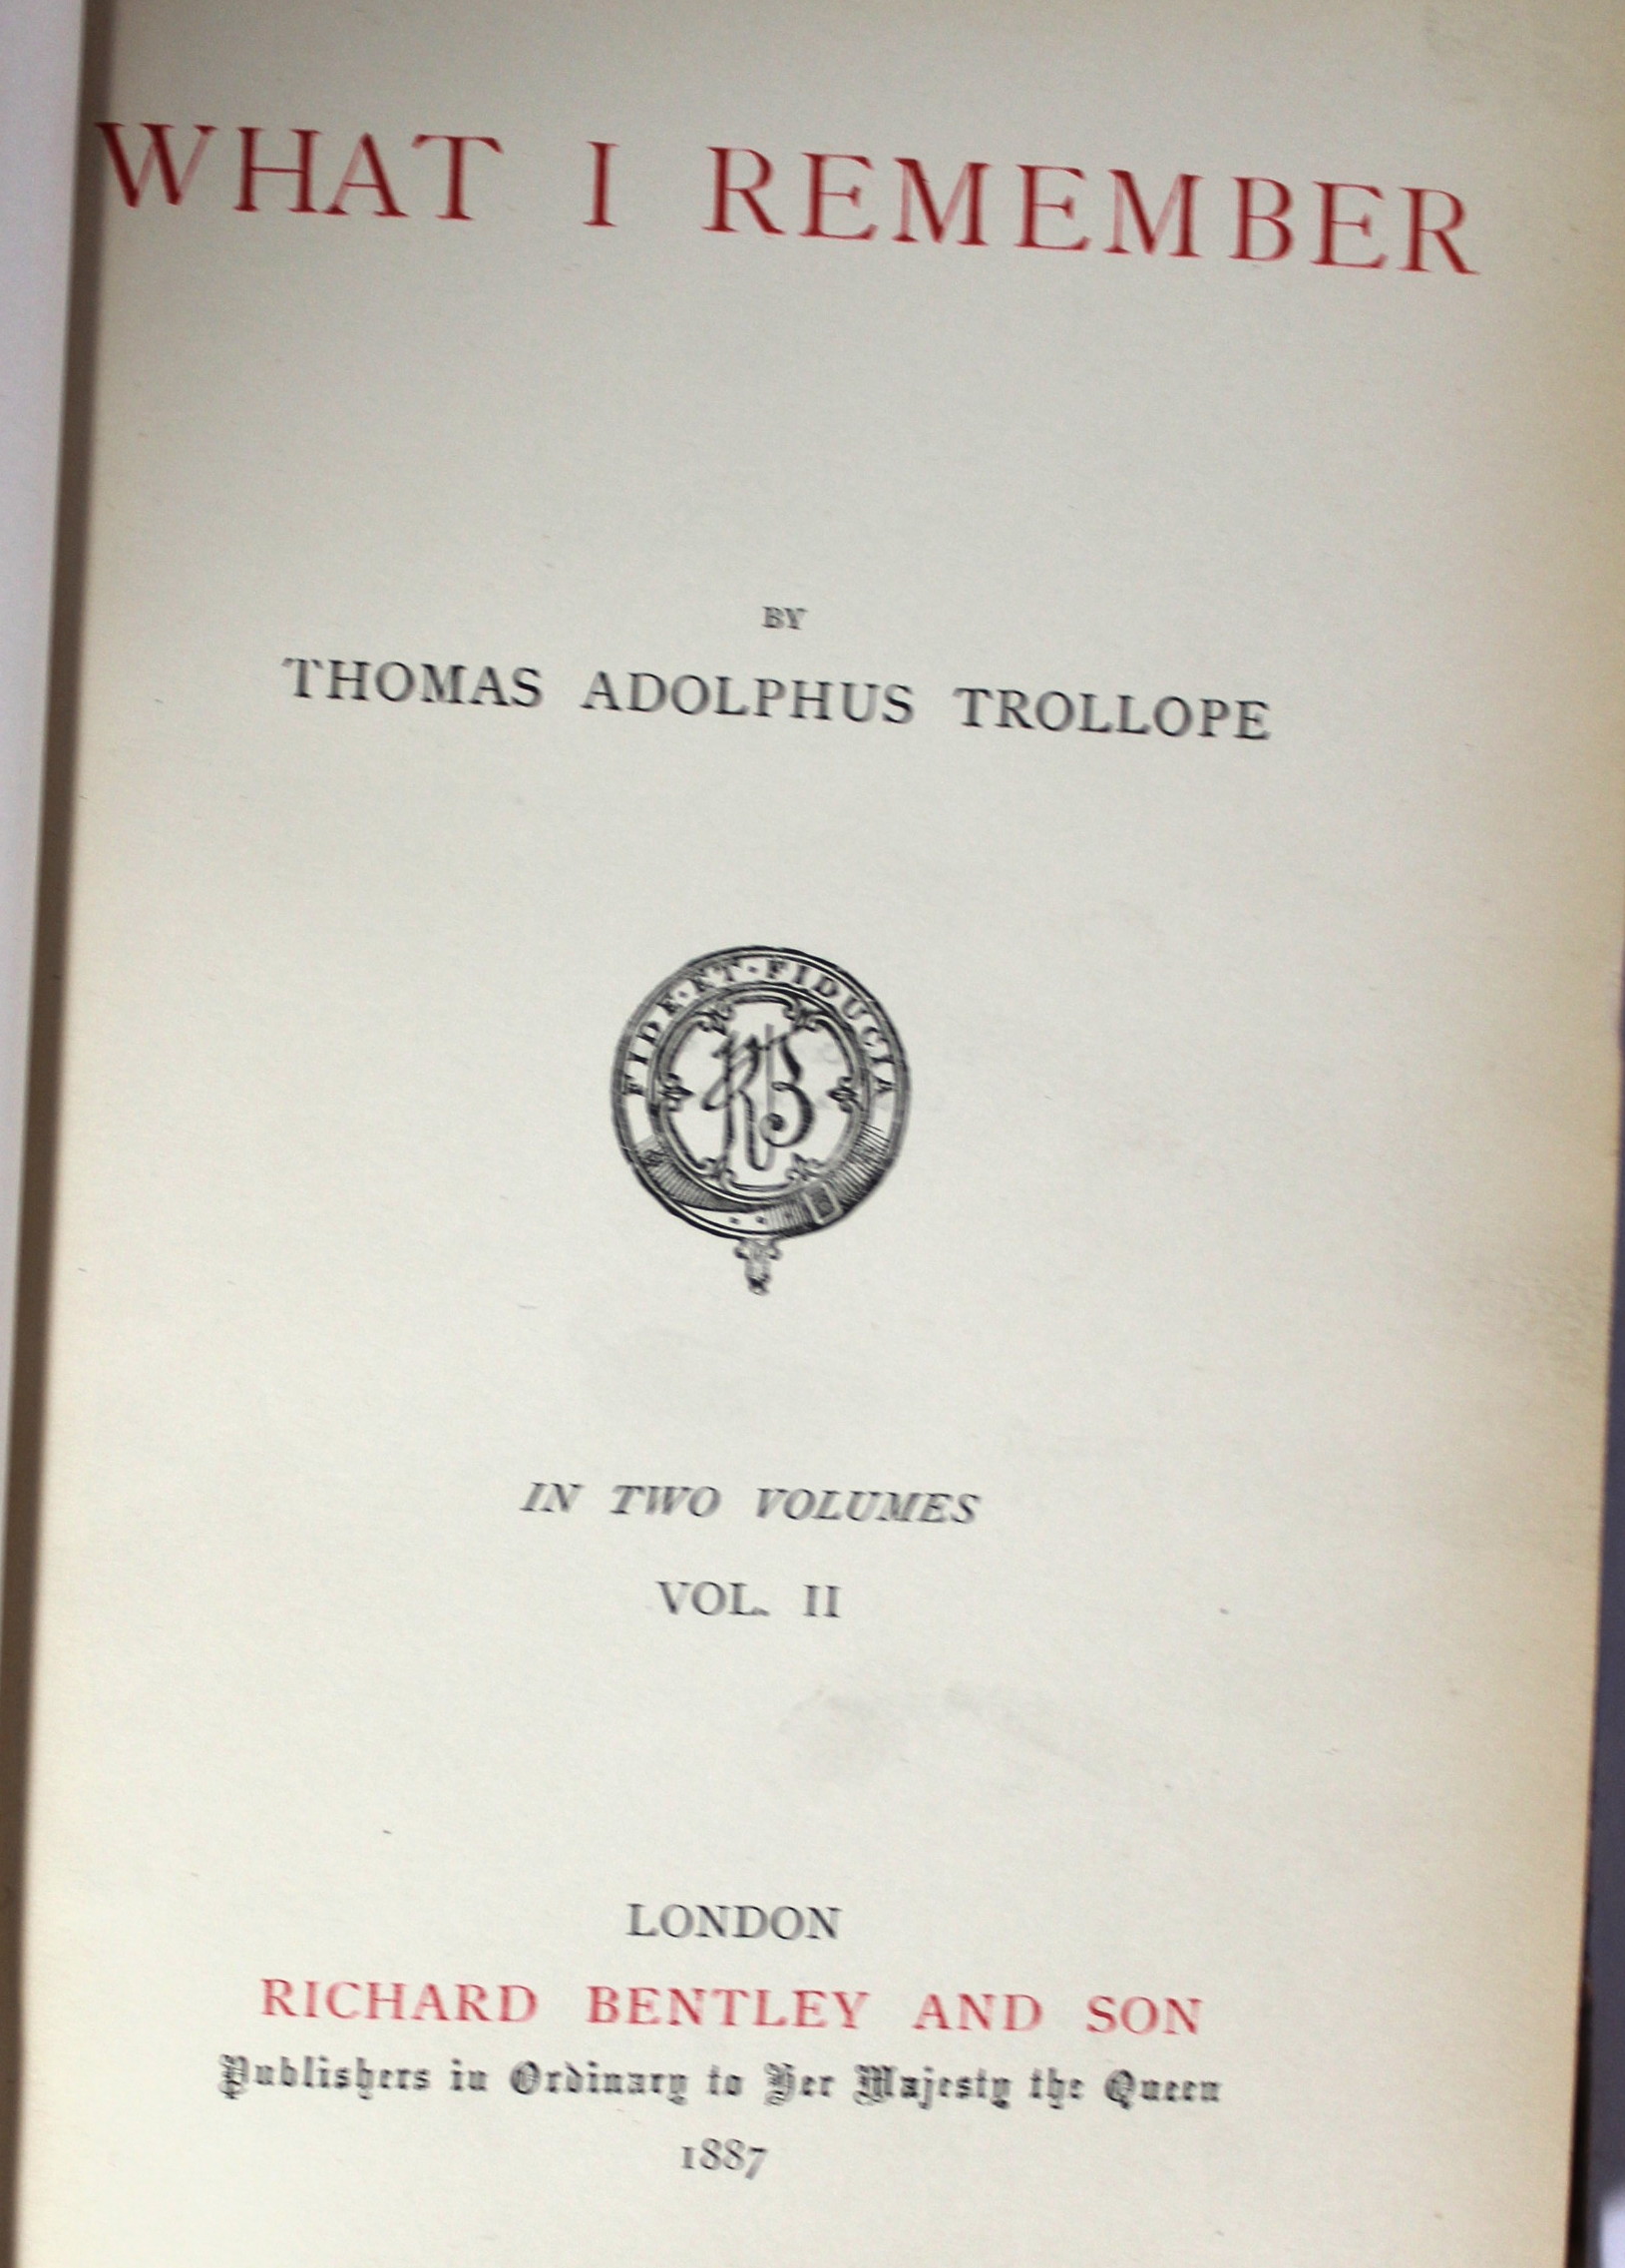 WHAT I REMEMBER
BY
THOMAS ADOLPHUS TROLLOPE
FIDE·ET·FIDUCIA
RB
IN TWO VOLUMES
VOL. II
LONDON
RICHARD BENTLEY AND SON
Publishers in Ordinary to Her Majesty the Queen
1887